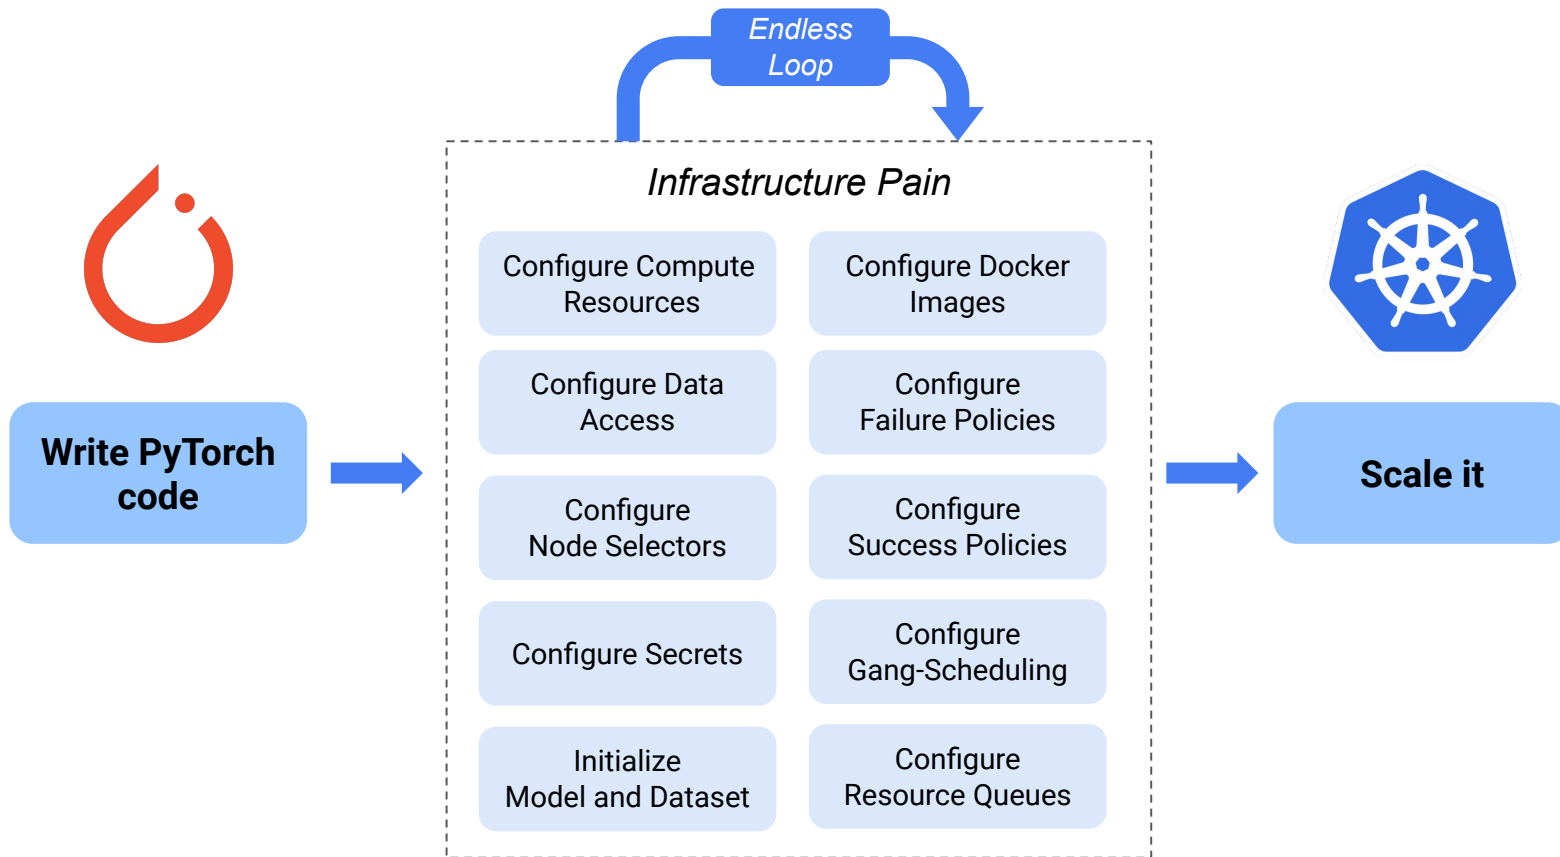 Endless
Loop
Infrastructure Pain
Configure Compute
Resources
Configure Docker
Images
Configure Data
Access
Configure
Failure Policies
Write PyTorch
code
Scale it
Configure
Node Selectors
Configure
Success Policies
Configure Secrets
Configure
Gang-Scheduling
Initialize
Model and Dataset
Configure
Resource Queues